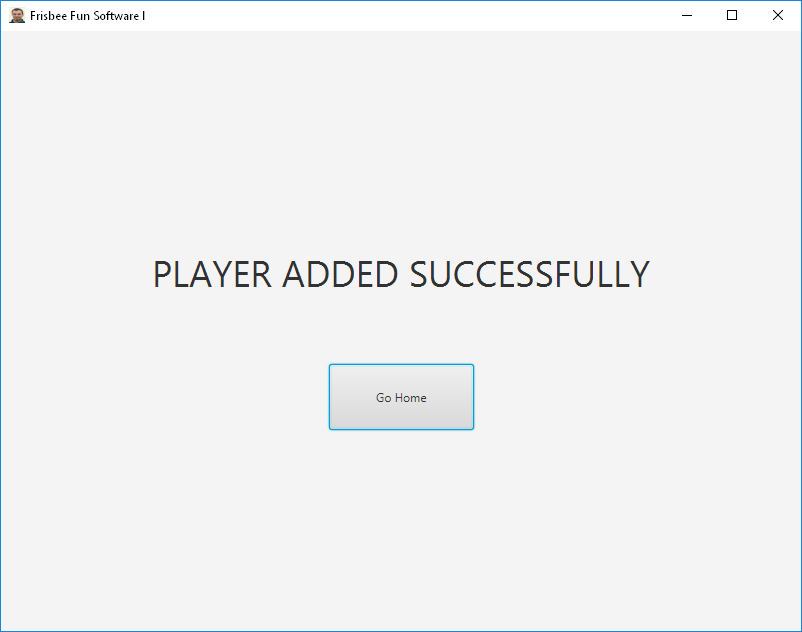 Frisbee Fun Software I
PLAYER ADDED SUCCESSFULLY
Go Home